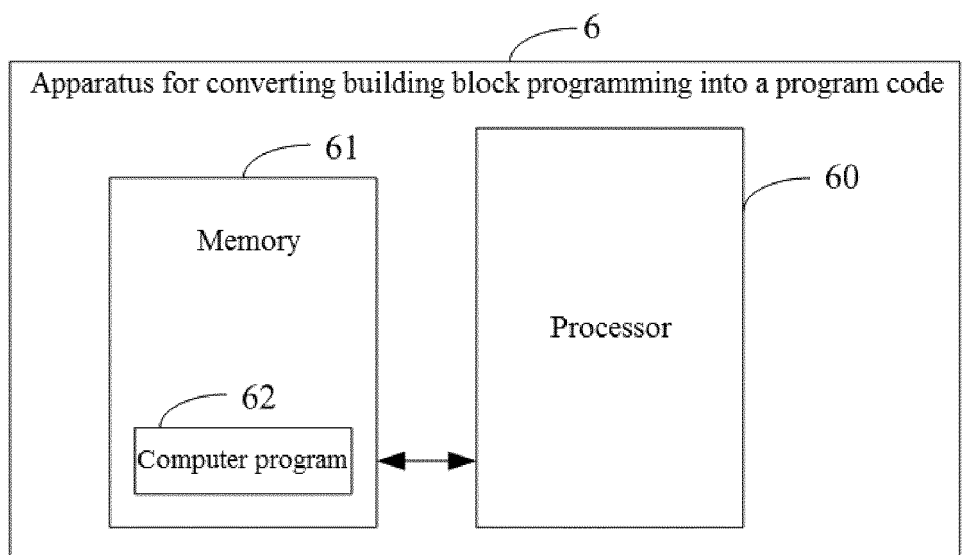 6
Apparatus for converting building block programming into a program code
61
60
Memory
Processor
62
Computer program